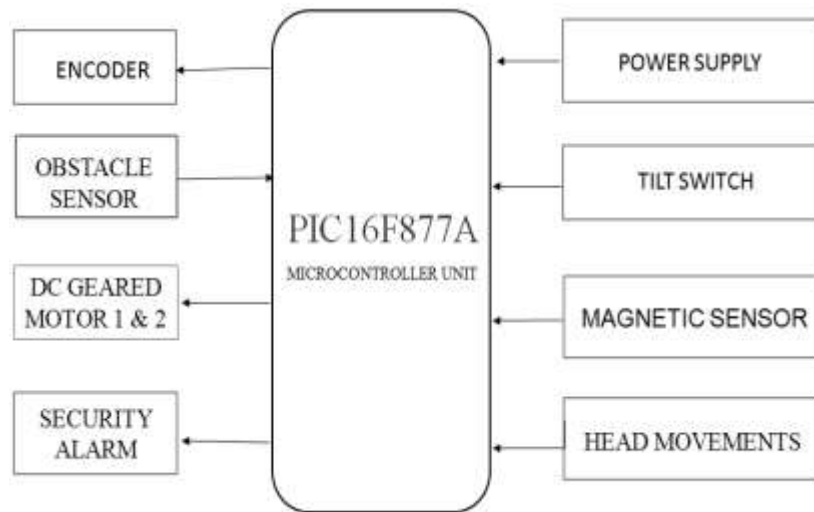 ENCODER
OBSTACLE
SENSOR
DC GEARED
MOTOR 1 & 2
SECURITY
ALARM
PIC16F877A
MICROCONTROLLER UNIT
POWER SUPPLY
TILT SWITCH
MAGNETIC SENSOR
HEAD MOVEMENTS